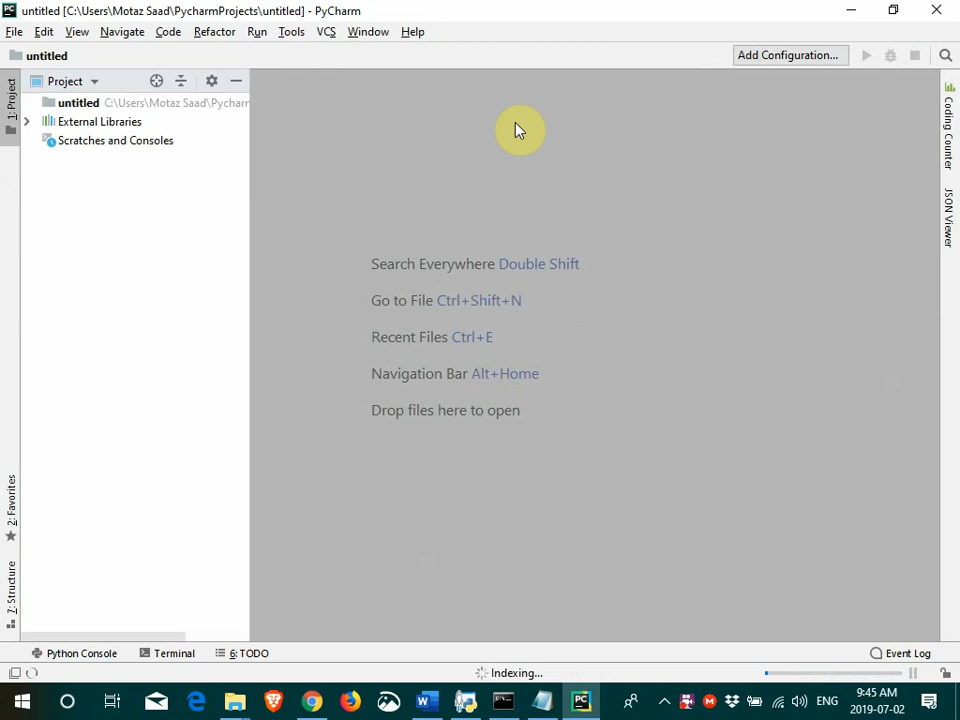 untitled [C:\Users\Motaz Saad\PycharmProjects\untitled] - PyCharm
File Edit View Navigate Code Refactor Run Tools VCS Window Help
untitled
Add Configuration...
Project
untitled C:\Users\Motaz Saad\Pycharm
External Libraries
Scratches and Consoles
1: Project
2: Favorites
7: Structure
Search Everywhere Double Shift
Go to File Ctrl+Shift+N
Recent Files Ctrl+E
Navigation Bar Alt+Home
Drop files here to open
Coding Counter
JSON Viewer
Python Console
Terminal
6: TODO
Event Log
Indexing...
ENG
9:45 AM
2019-07-02